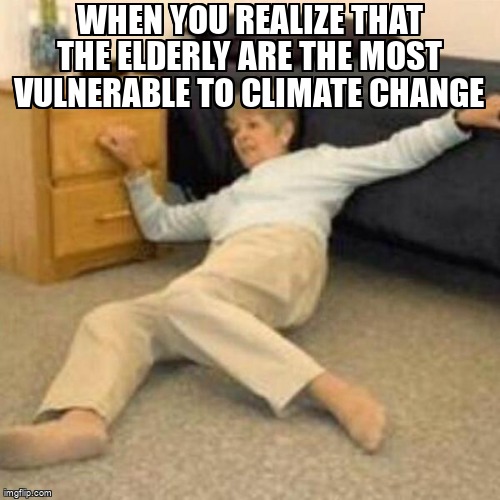 WHEN YOU REALIZE THAT
THE ELDERLY ARE THE MOST
VULNERABLE TO CLIMATE CHANGE
imgflip.com